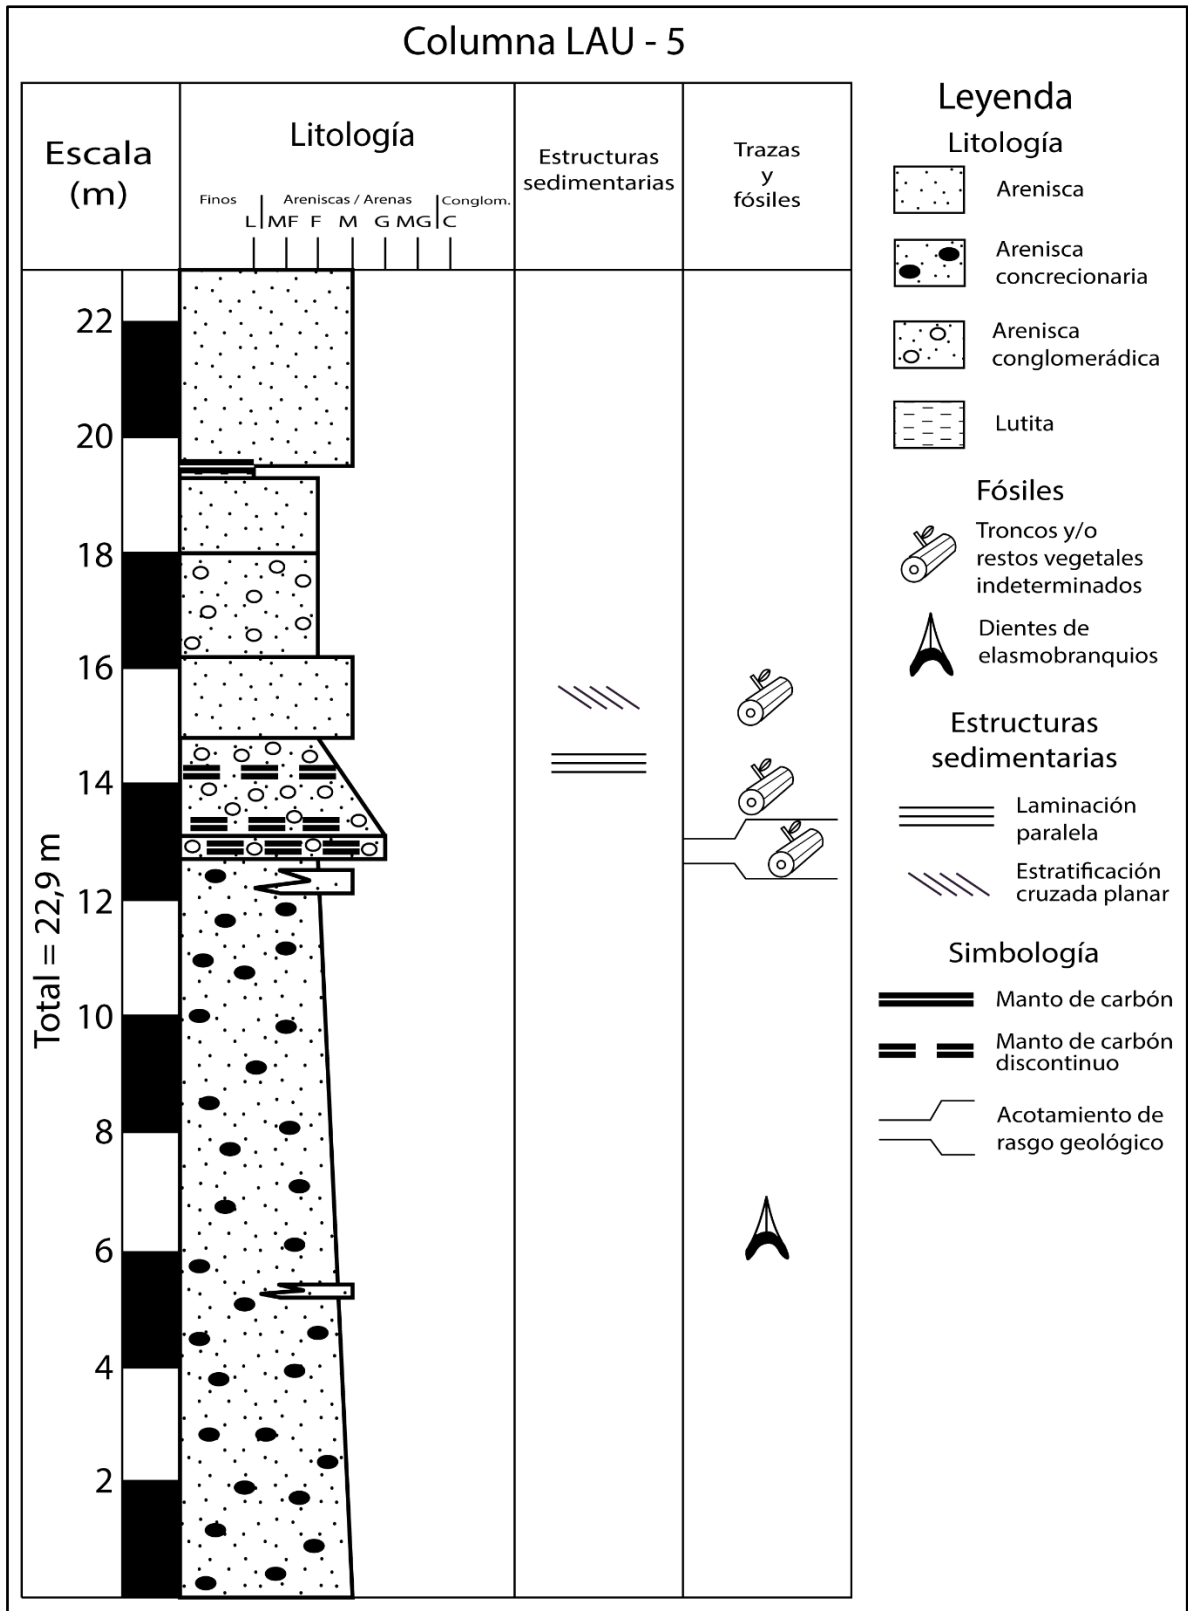 Columna LAU - 5
Escala
(m)
Litología
Finos
Areniscas / Arenas
Conglom.
L
MF
F
M
G
MG
C
Estructuras
sedimentarias
Trazas
y
fósiles
22
20
18
16
14
12
10
8
6
4
2
Total = 22,9 m
Leyenda
Litología
Arenisca
Arenisca
concrecionaria
Arenisca
conglomerádica
Lutita
Fósiles
Troncos y/o
restos vegetales
indeterminados
Dientes de
elasmobranquios
Estructuras
sedimentarias
Laminación
paralela
Estratificación
cruzada planar
Simbología
Manto de carbón
Manto de carbón
discontinuo
Acotamiento de
rasgo geológico